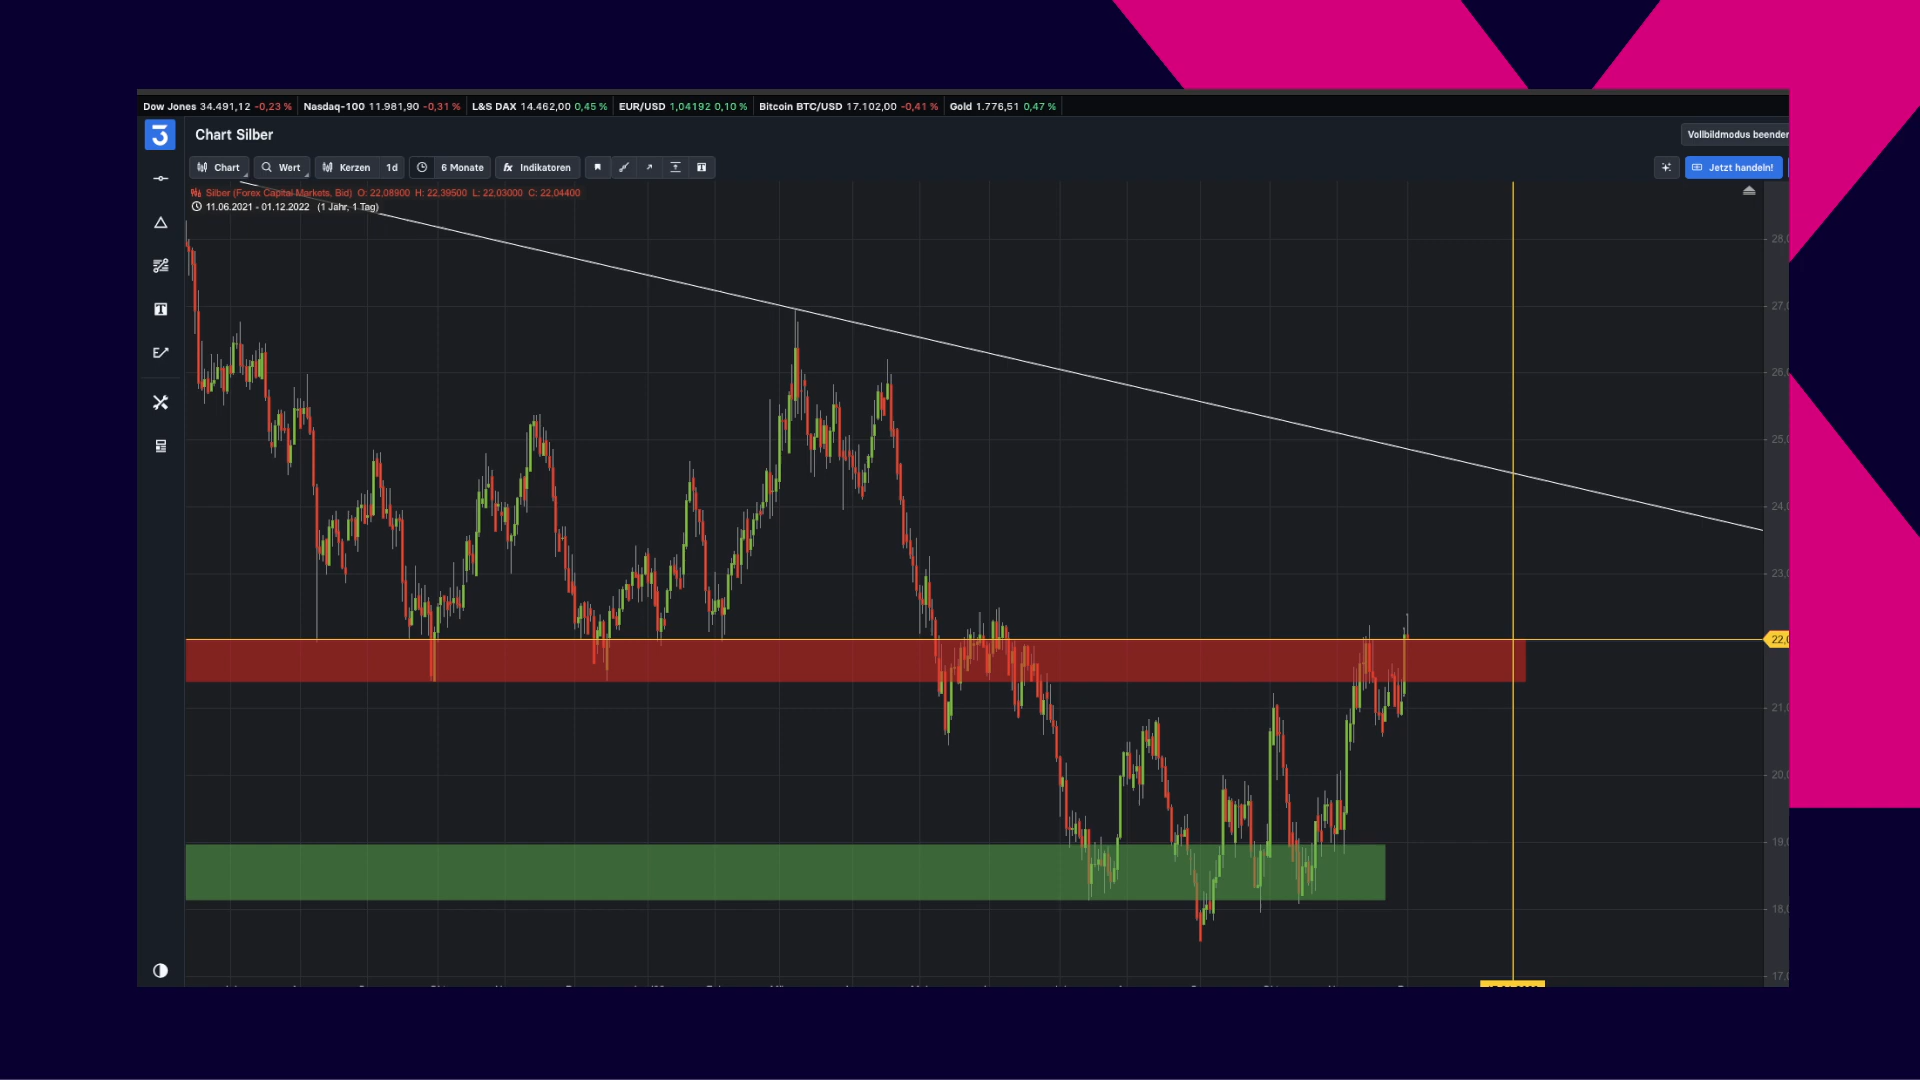 Dow Jones 34.491,12 -0,23 % Nasdaq-100 11.981,90 -0,31 % L&S DAX 14.462,00 0,45 % EUR/USD 1,04192 0,10 % Bitcoin BTC/USD 17.102,00 -0,41 % Gold 1.776,51 0,47 %
Chart Silber
Vollbildmodus beenden
Chart Wert Kerzen 1d 6 Monate fx Indikatoren Jetzt handeln!
Silber (Forex Capital Markets, Bid) O: 22,08900 H: 22,39500 L: 22,03000 C: 22,04400
11.06.2021 - 01.12.2022 (1 Jahr, 1 Tag)
28,0
27,0
26,0
25,0
24,0
23,0
22,0
21,0
20,0
19,0
18,0
17,0